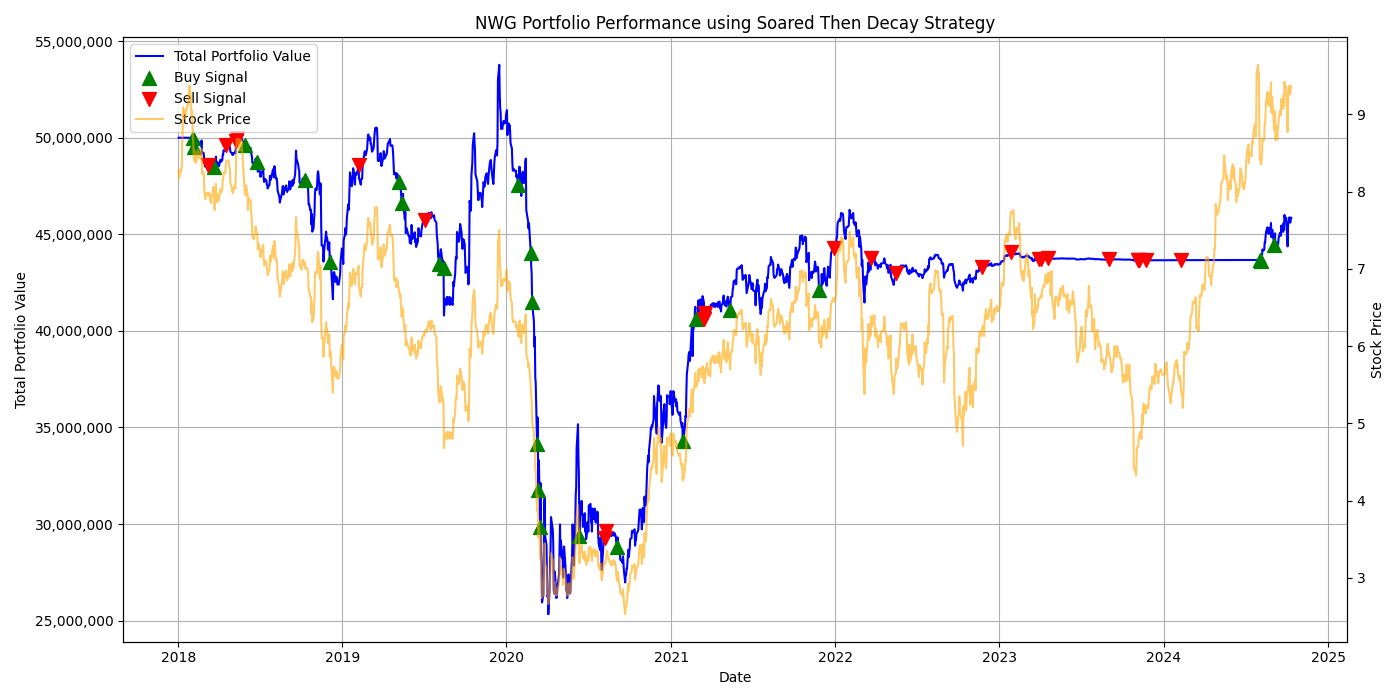 NWG Portfolio Performance using Soared Then Decay Strategy
Total Portfolio Value
Buy Signal
Sell Signal
Stock Price
55,000,000
50,000,000
45,000,000
40,000,000
35,000,000
30,000,000
25,000,000
Total Portfolio Value
9
8
7
6
5
4
3
Stock Price
2018
2019
2020
2021
2022
2023
2024
2025
Date